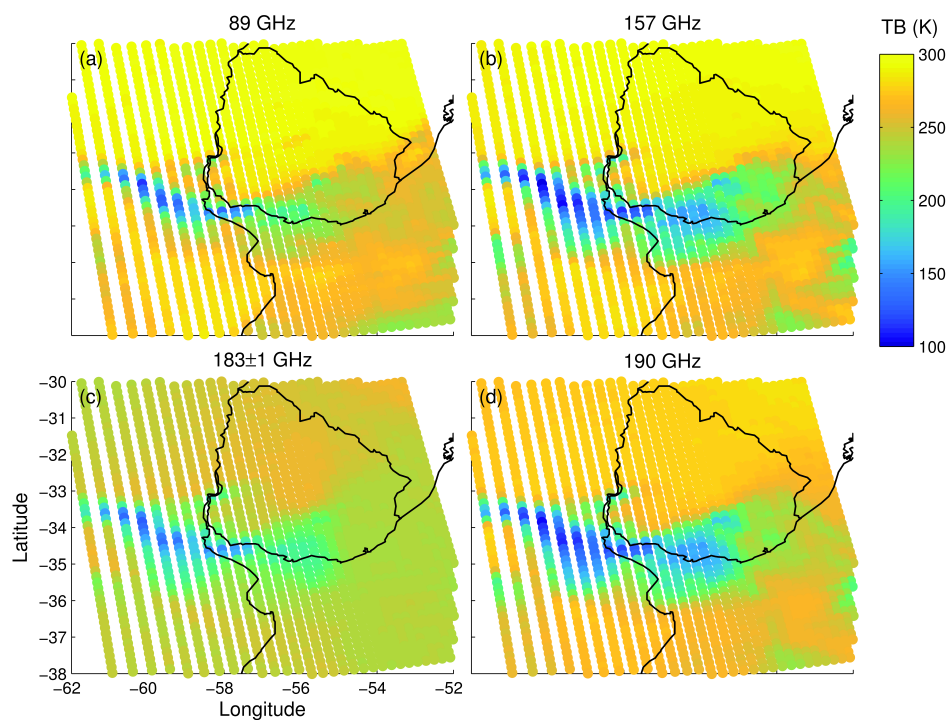 89 GHz
157 GHz
TB (K)
(a)
(b)
300
250
200
150
100
183±1 GHz
190 GHz
(c)
(d)
−30
−31
−32
−33
−34
−35
−36
−37
−38
Latitude
−62
−60
−58
−56
−54
−52
Longitude